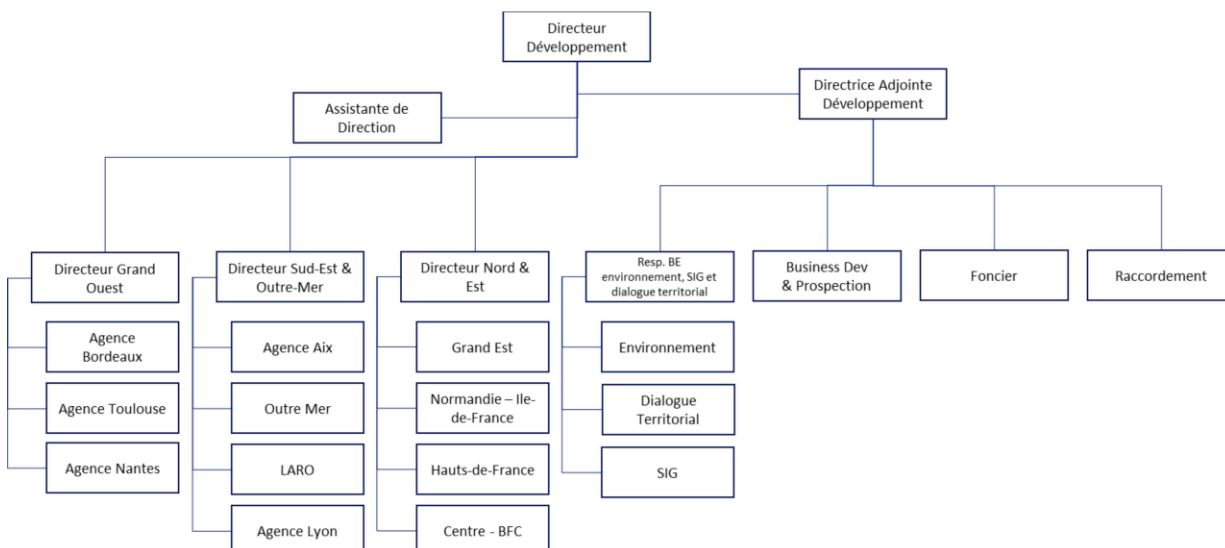 Directeur
Développement
Directrice Adjointe
Développement
Assistante de
Direction
Directeur Grand
Ouest
Directeur Sud-Est &
Outre-Mer
Directeur Nord &
Est
Resp. BE
environnement, SIG et
dialogue territorial
Business Dev
& Prospection
Foncier
Raccordement
Agence
Bordeaux
Agence Aix
Grand Est
Environnement
Agence Toulouse
Outre Mer
Normandie – Ile-
de-France
Dialogue
Territorial
Agence Nantes
LARO
Hauts-de-France
SIG
Agence Lyon
Centre - BFC